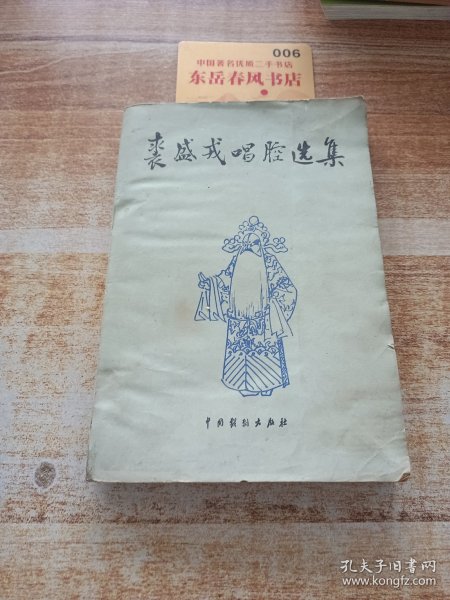 006
中国著名优质二手书店
东岳春风书店
裘盛戎唱腔选集
中国戏剧出版社
孔夫子旧书网
www.kongfz.com